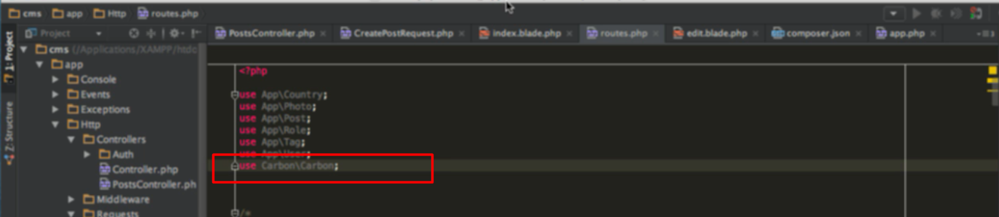 cms app Http routes.php
1: Project
Project
PostsController.php CreatePostRequest.php index.blade.php routes.php edit.blade.php composer.json app.php
cms (/Applications/XAMPP/htdc
app
Console
Events
Exceptions
Http
Controllers
Auth
Controller.php
PostsController.ph
Middleware
Requests
Z: Structure
<?php
use App\Country;
use App\Photo;
use App\Post;
use App\Role;
use App\Tag;
use App\User;
use Carbon\Carbon;
/*